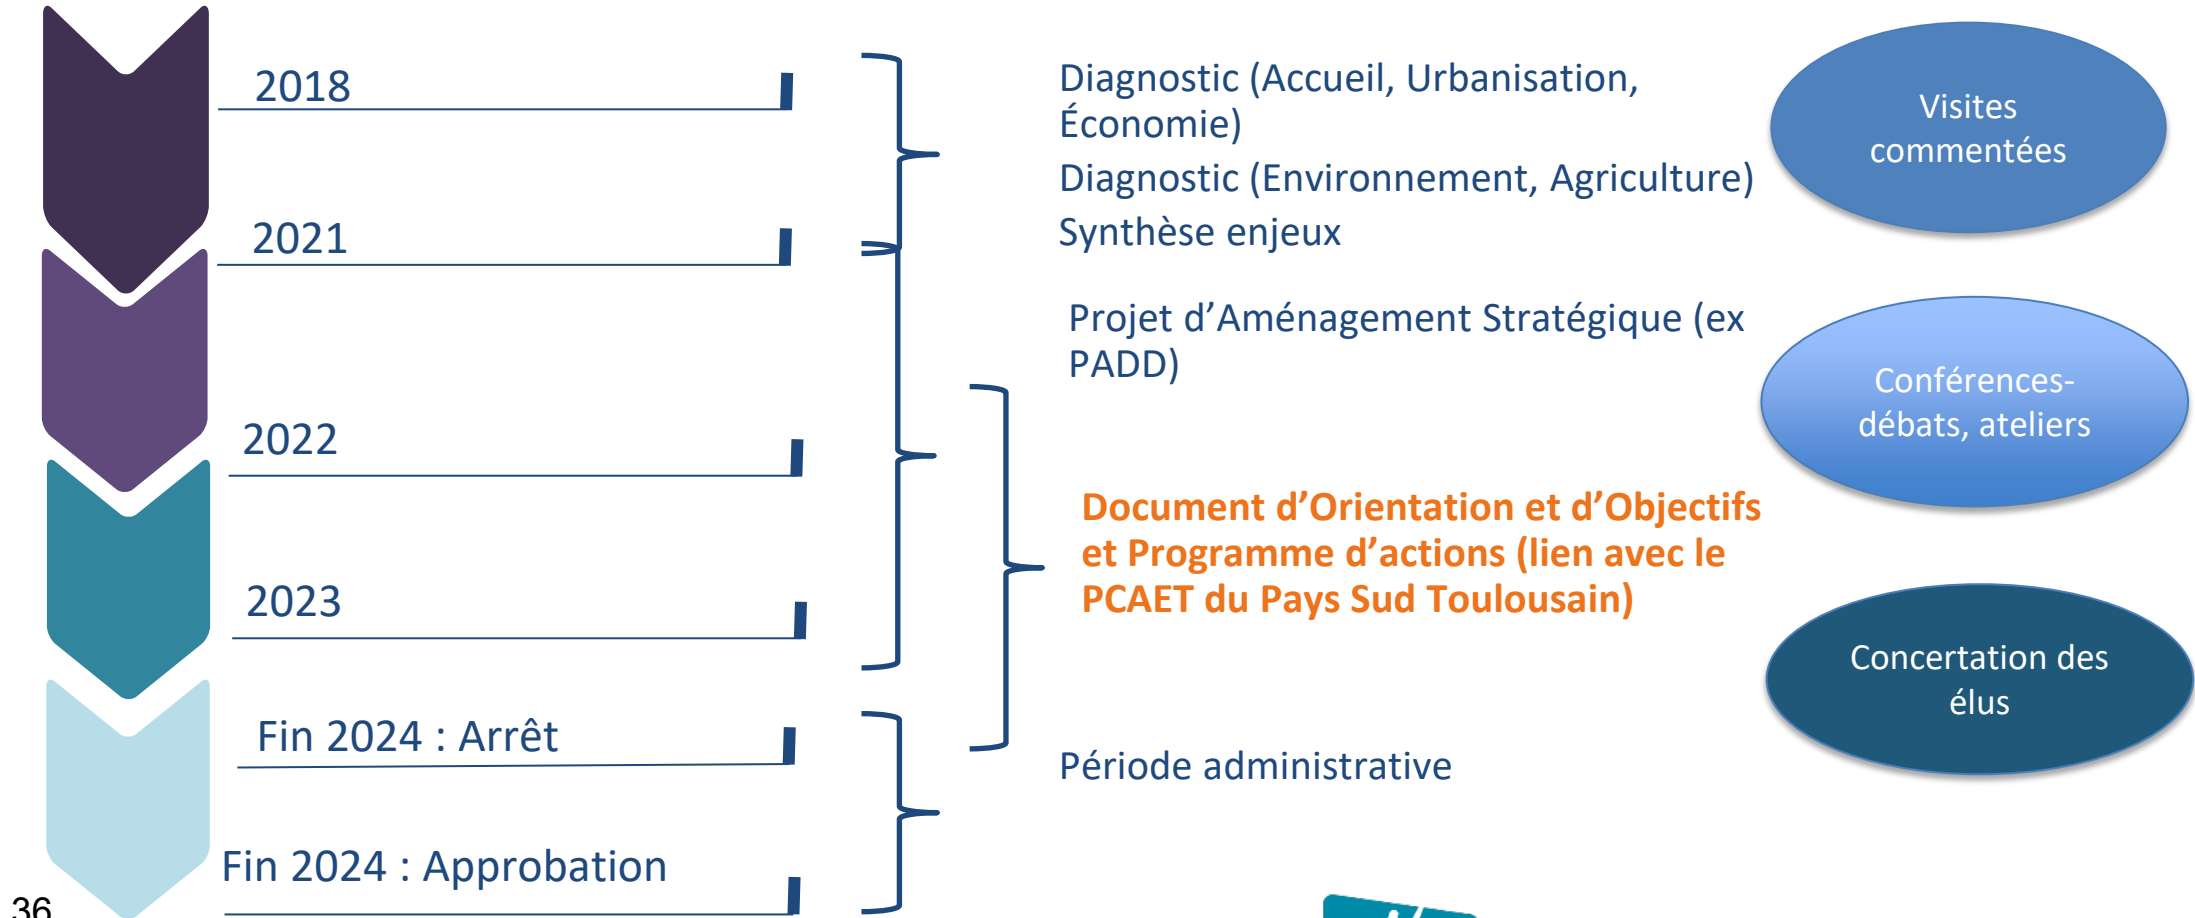 2018
2021
2022
2023
Fin 2024 : Arrêt
Fin 2024 : Approbation
Diagnostic (Accueil, Urbanisation,
Économie)
Diagnostic (Environnement, Agriculture)
Synthèse enjeux
Projet d’Aménagement Stratégique (ex
PADD)
Document d’Orientation et d’Objectifs
et Programme d’actions (lien avec le
PCAET du Pays Sud Toulousain)
Période administrative
Visites
commentées
Conférences-
débats, ateliers
Concertation des
élus
36